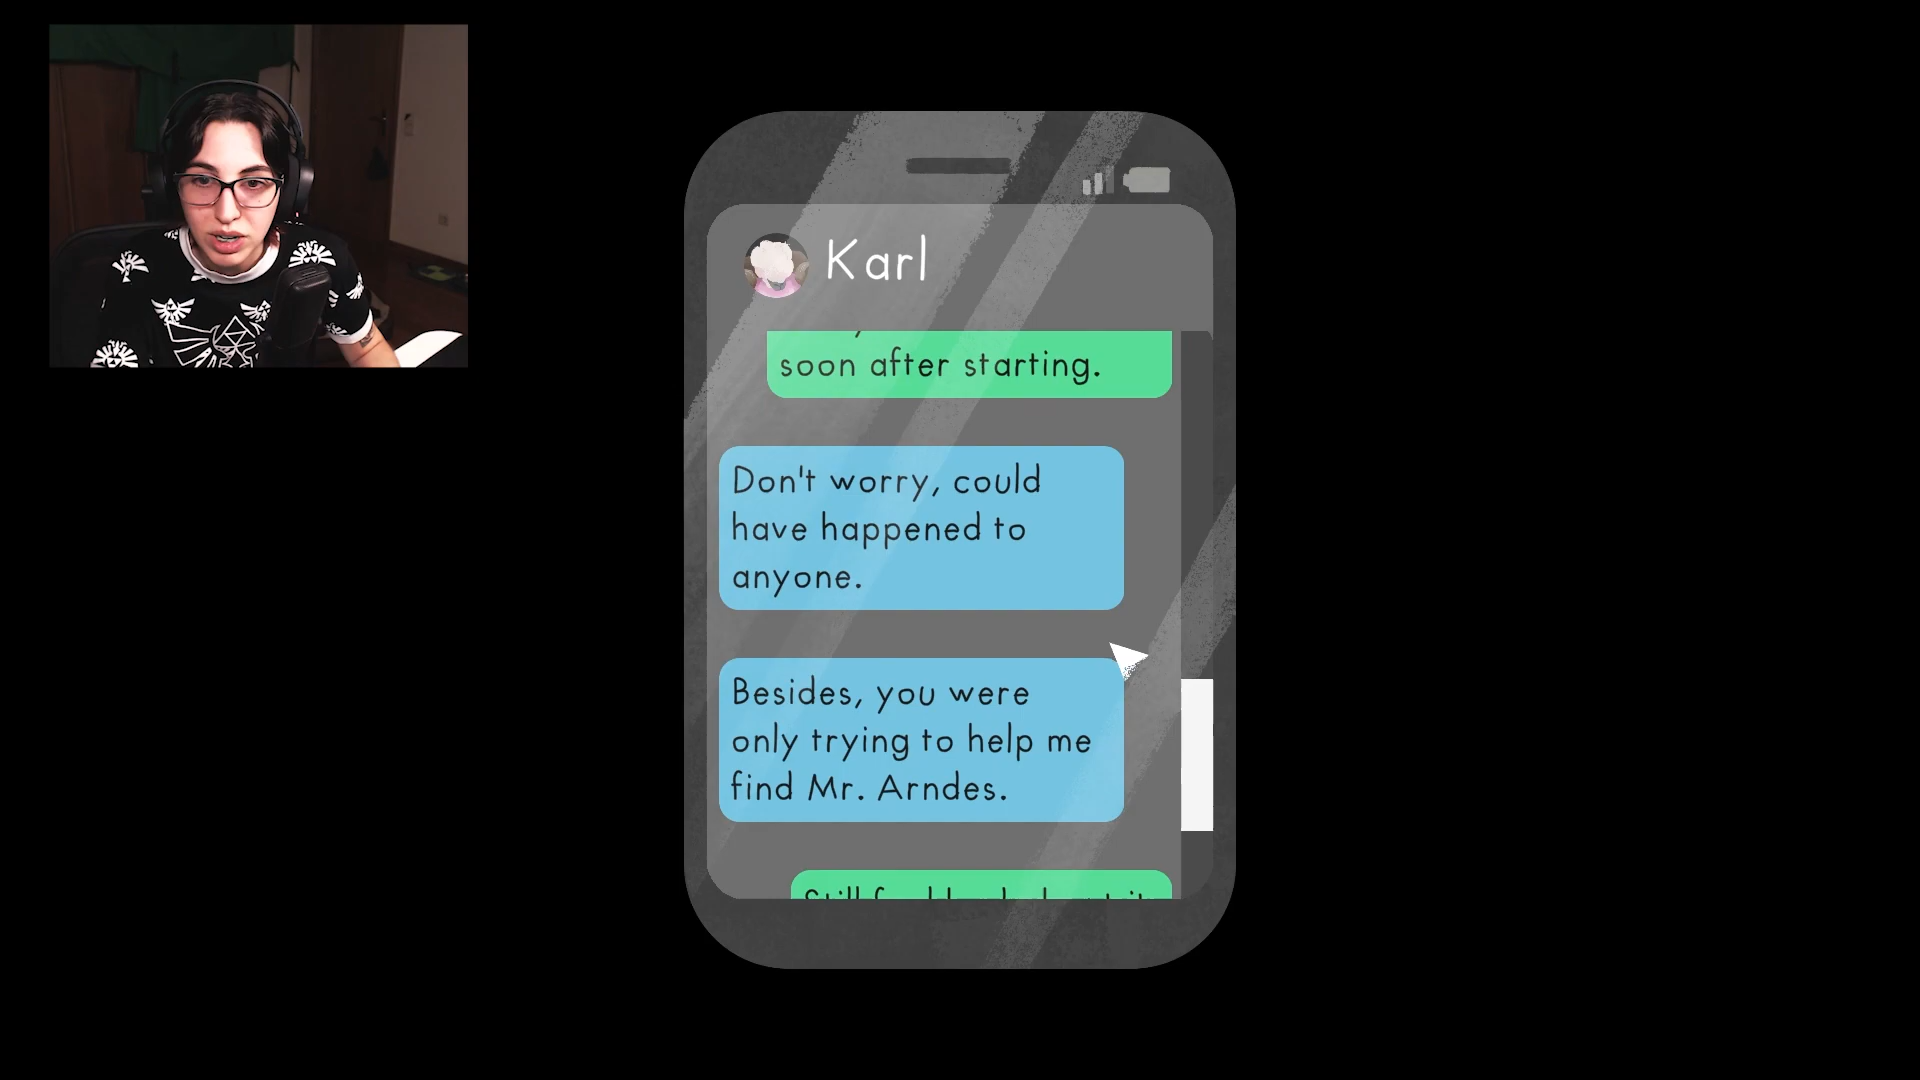 Karl
soon after starting.
Don't worry, could
have happened to
anyone.
Besides, you were
only trying to help me
find Mr. Arndes.